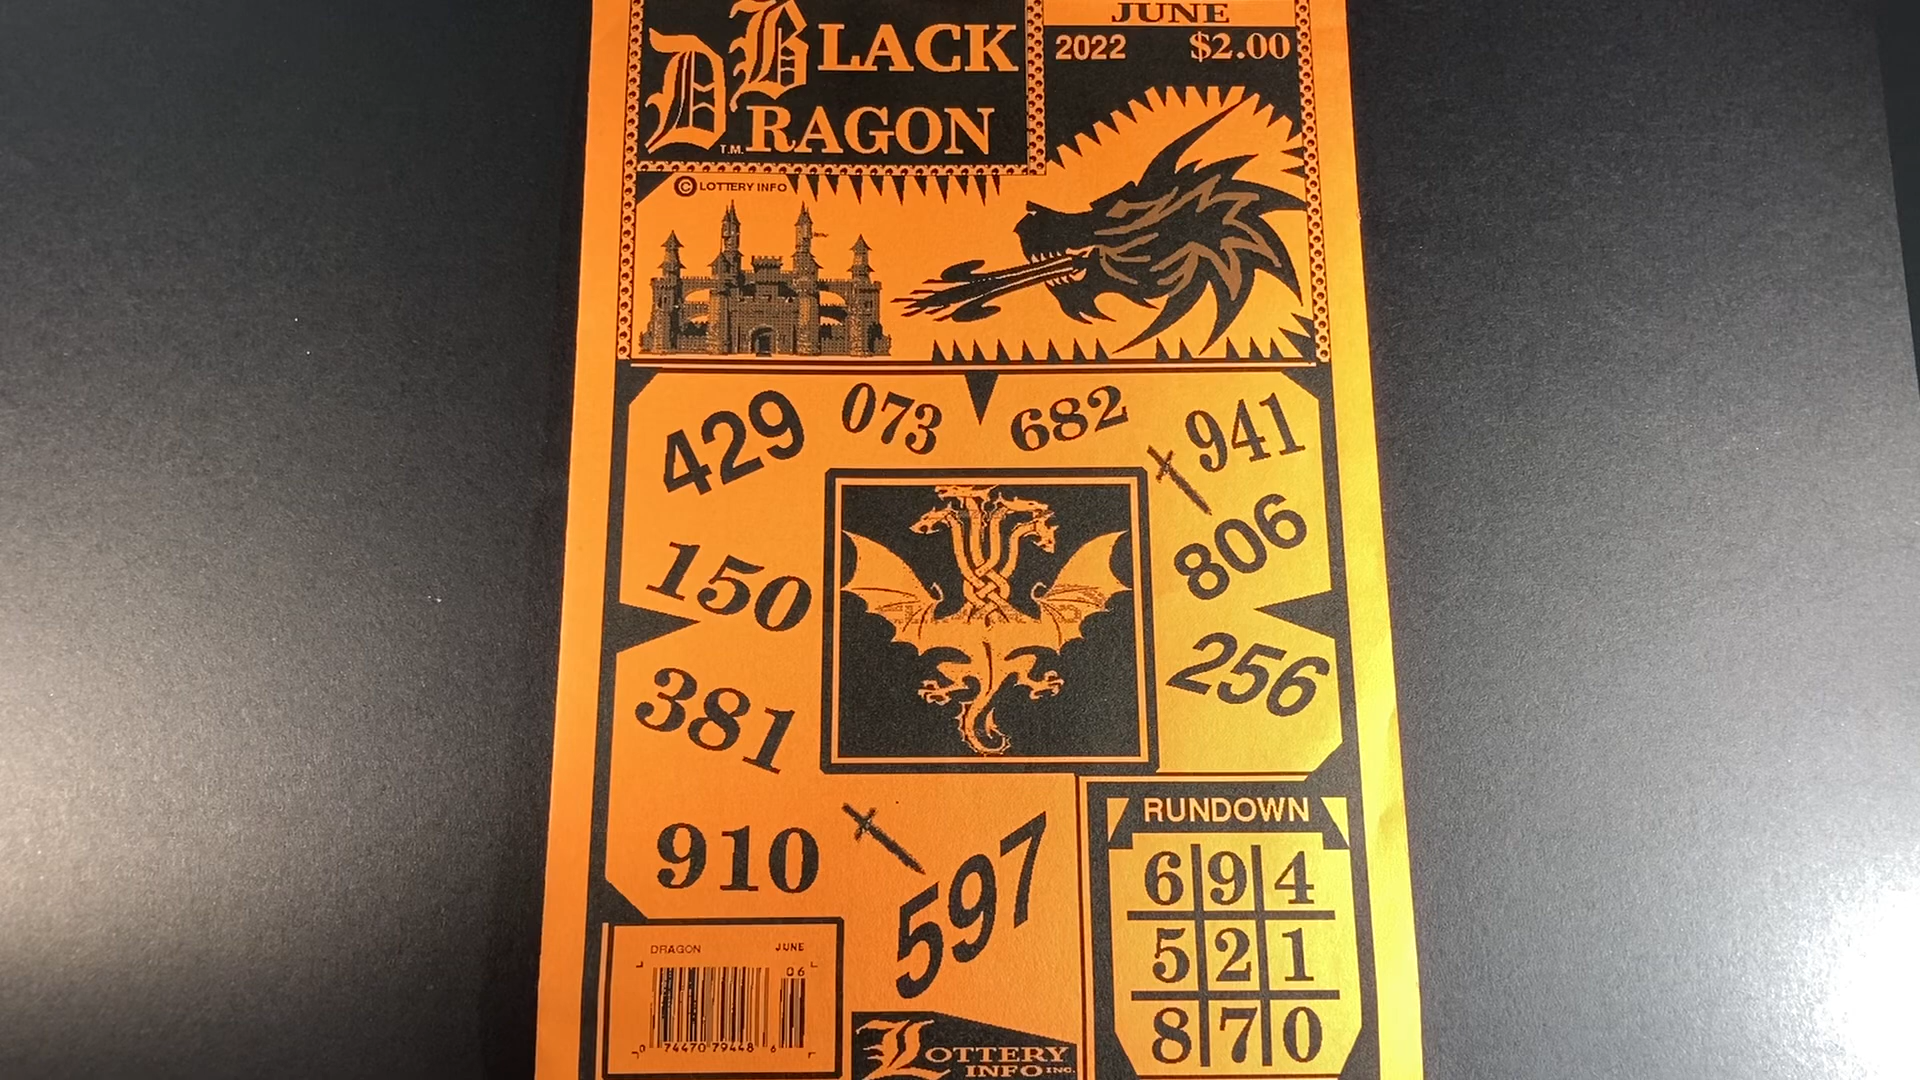 BLACK
DRAGON
T.M.
JUNE
2022 $2.00
© LOTTERY INFO
429
073
682
941
150
806
381
256
910
597
RUNDOWN
6 9 4
5 2 1
8 7 0
DRAGON JUNE
06
0 74470 79448 6
LOTTERY
INFO INC.